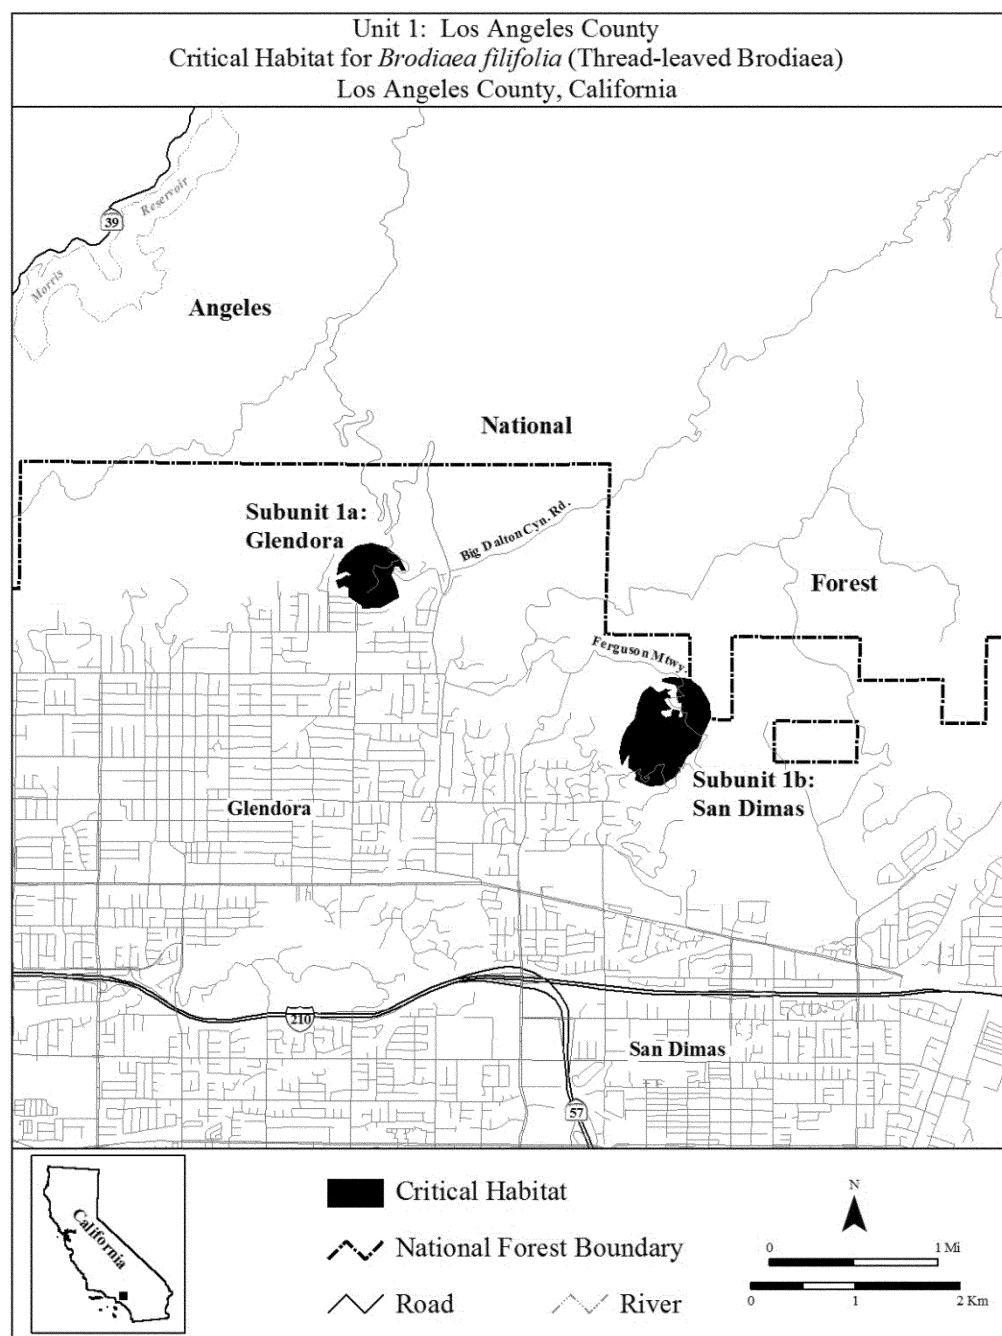 Unit 1: Los Angeles County
Critical Habitat for Brodiaea filifolia (Thread-leaved Brodiaea)
Los Angeles County, California
39
Reservoir
Morris
Angeles
National
Subunit 1a:
Glendora
Big Dalton Cyn. Rd.
Forest
Ferguson Mtwy.
Subunit 1b:
San Dimas
Glendora
210
San Dimas
57
California
Critical Habitat
National Forest Boundary
Road
River
N
0 1 Mi
0 1 2 Km